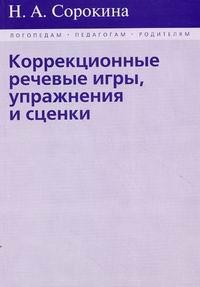 Н. А. Сорокина
ЛОГОПЕДАМ • ПЕДАГОГАМ • РОДИТЕЛЯМ
Коррекционные
речевые игры,
упражнения
и сценки